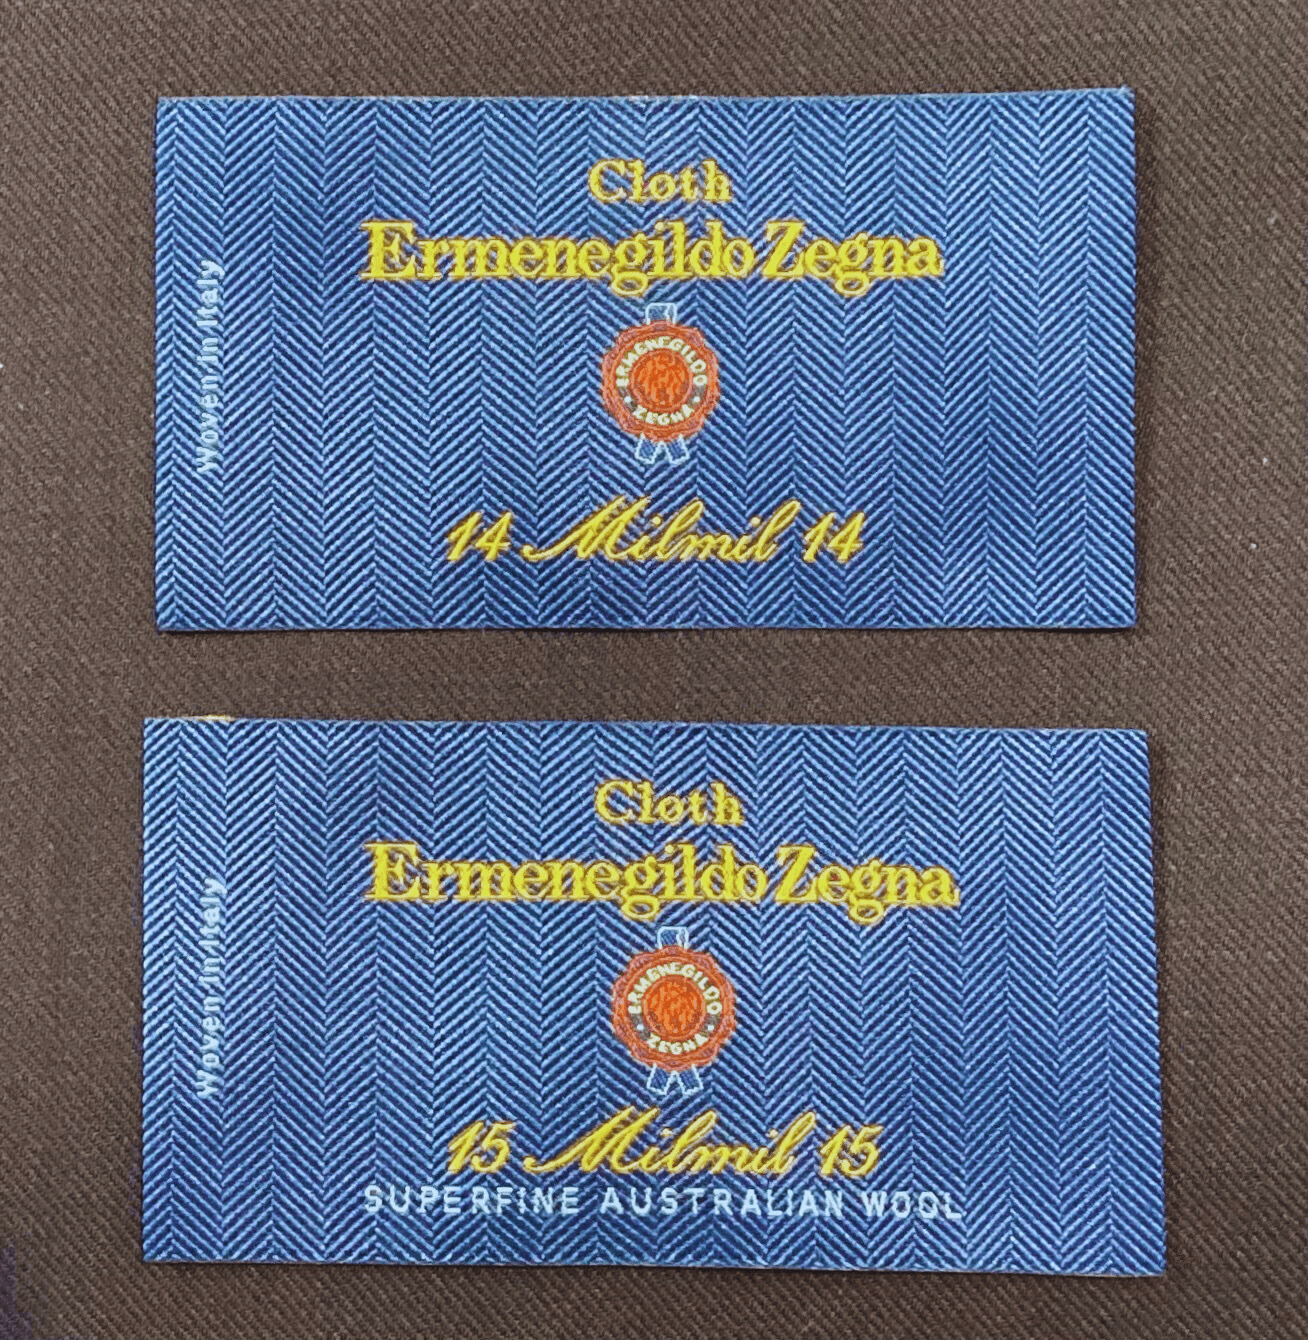 Cloth
Ermenegildo Zegna
ERMENEGILDO
ZEGNA
14 Milmil 14
Woven in Italy
Cloth
Ermenegildo Zegna
ERMENEGILDO
ZEGNA
15 Milmil 15
SUPERFINE AUSTRALIAN WOOL
Woven in Italy